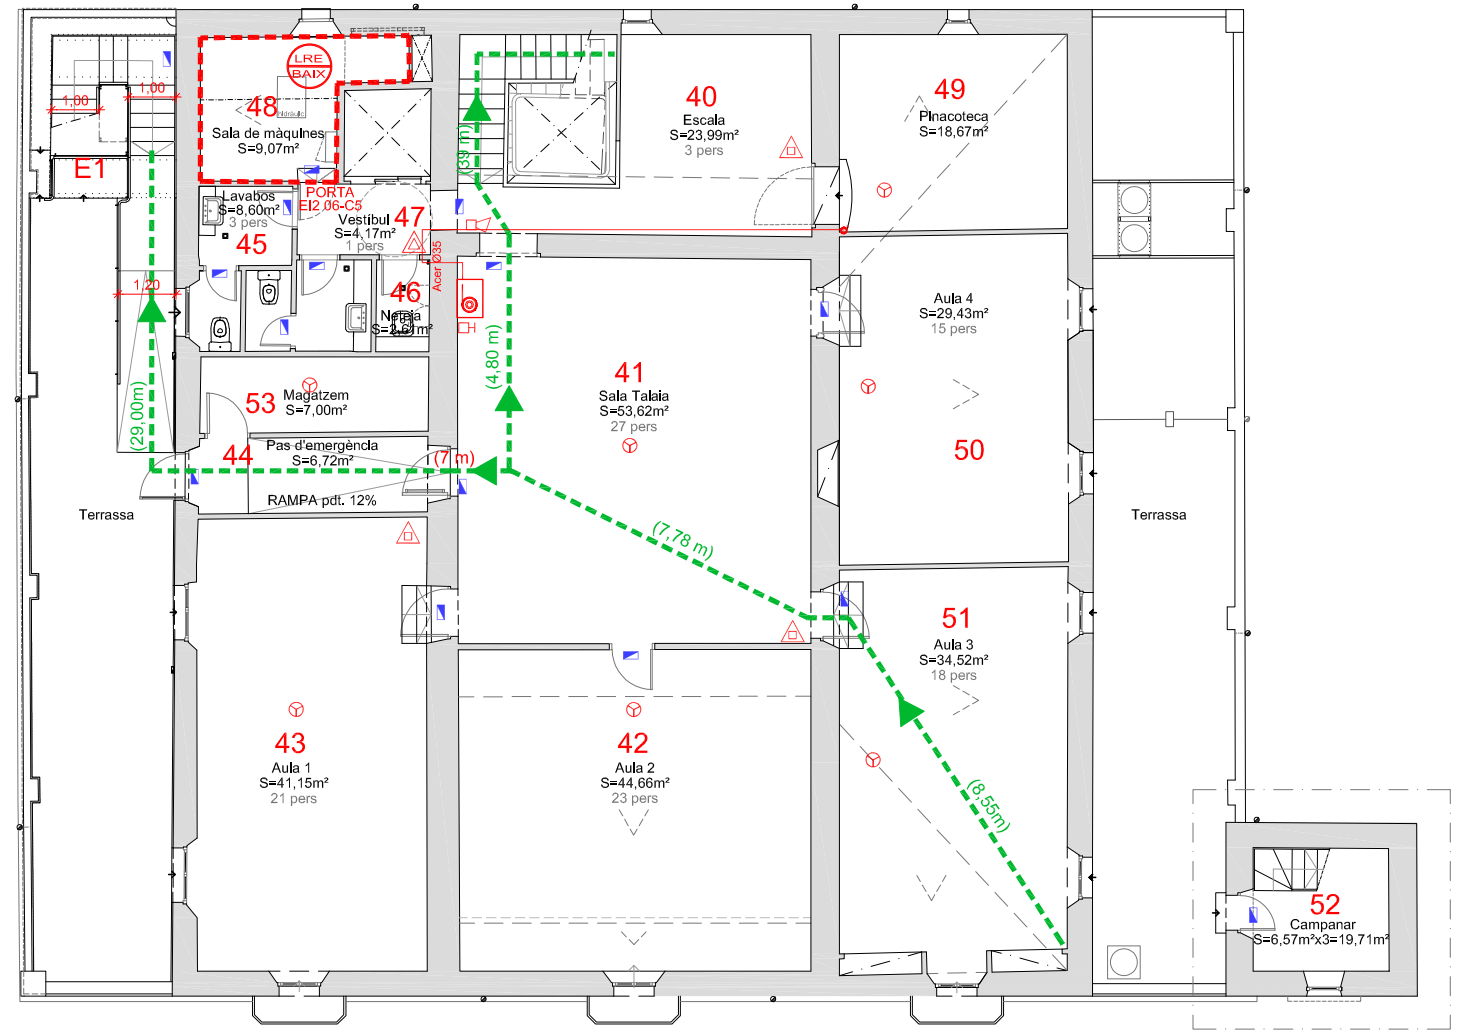 LRE
BAIX
48
hidràulic
Sala de màquines
S=9,07m²
1,00
1,00
E1
PORTA
EI2 06-C5
Lavabos
S=8,60m²
3 pers
45
Vestíbul
S=4,17m²
1 pers
47
46
Neteja
S=2,61m²
Acer Ø35
1,20
(29,00m)
(39 m)
40
Escala
S=23,99m²
3 pers
49
Pinacoteca
S=18,67m²
(4,80 m)
41
Sala Talaia
S=53,62m²
27 pers
Aula 4
S=29,43m²
15 pers
50
53
Magatzem
S=7,00m²
44
Pas d'emergència
S=6,72m²
(7 m)
RAMPA pdt. 12%
Terrassa
Terrassa
(7,78 m)
51
Aula 3
S=34,52m²
18 pers
(8,55m)
43
Aula 1
S=41,15m²
21 pers
42
Aula 2
S=44,66m²
23 pers
52
Campanar
S=6,57m²x3=19,71m²